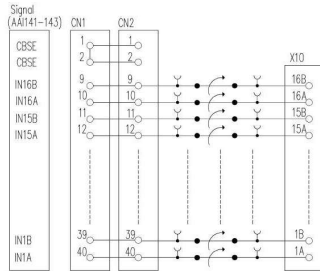 Signal
(AAI141-143) CN1 CN2
X10
CBSE 1 1
CBSE 2 2
IN16B 9 9 16B
IN16A 10 10 16A
IN15B 11 11 15B
IN15A 12 12 15A
IN1B 39 39 1B
IN1A 40 40 1A